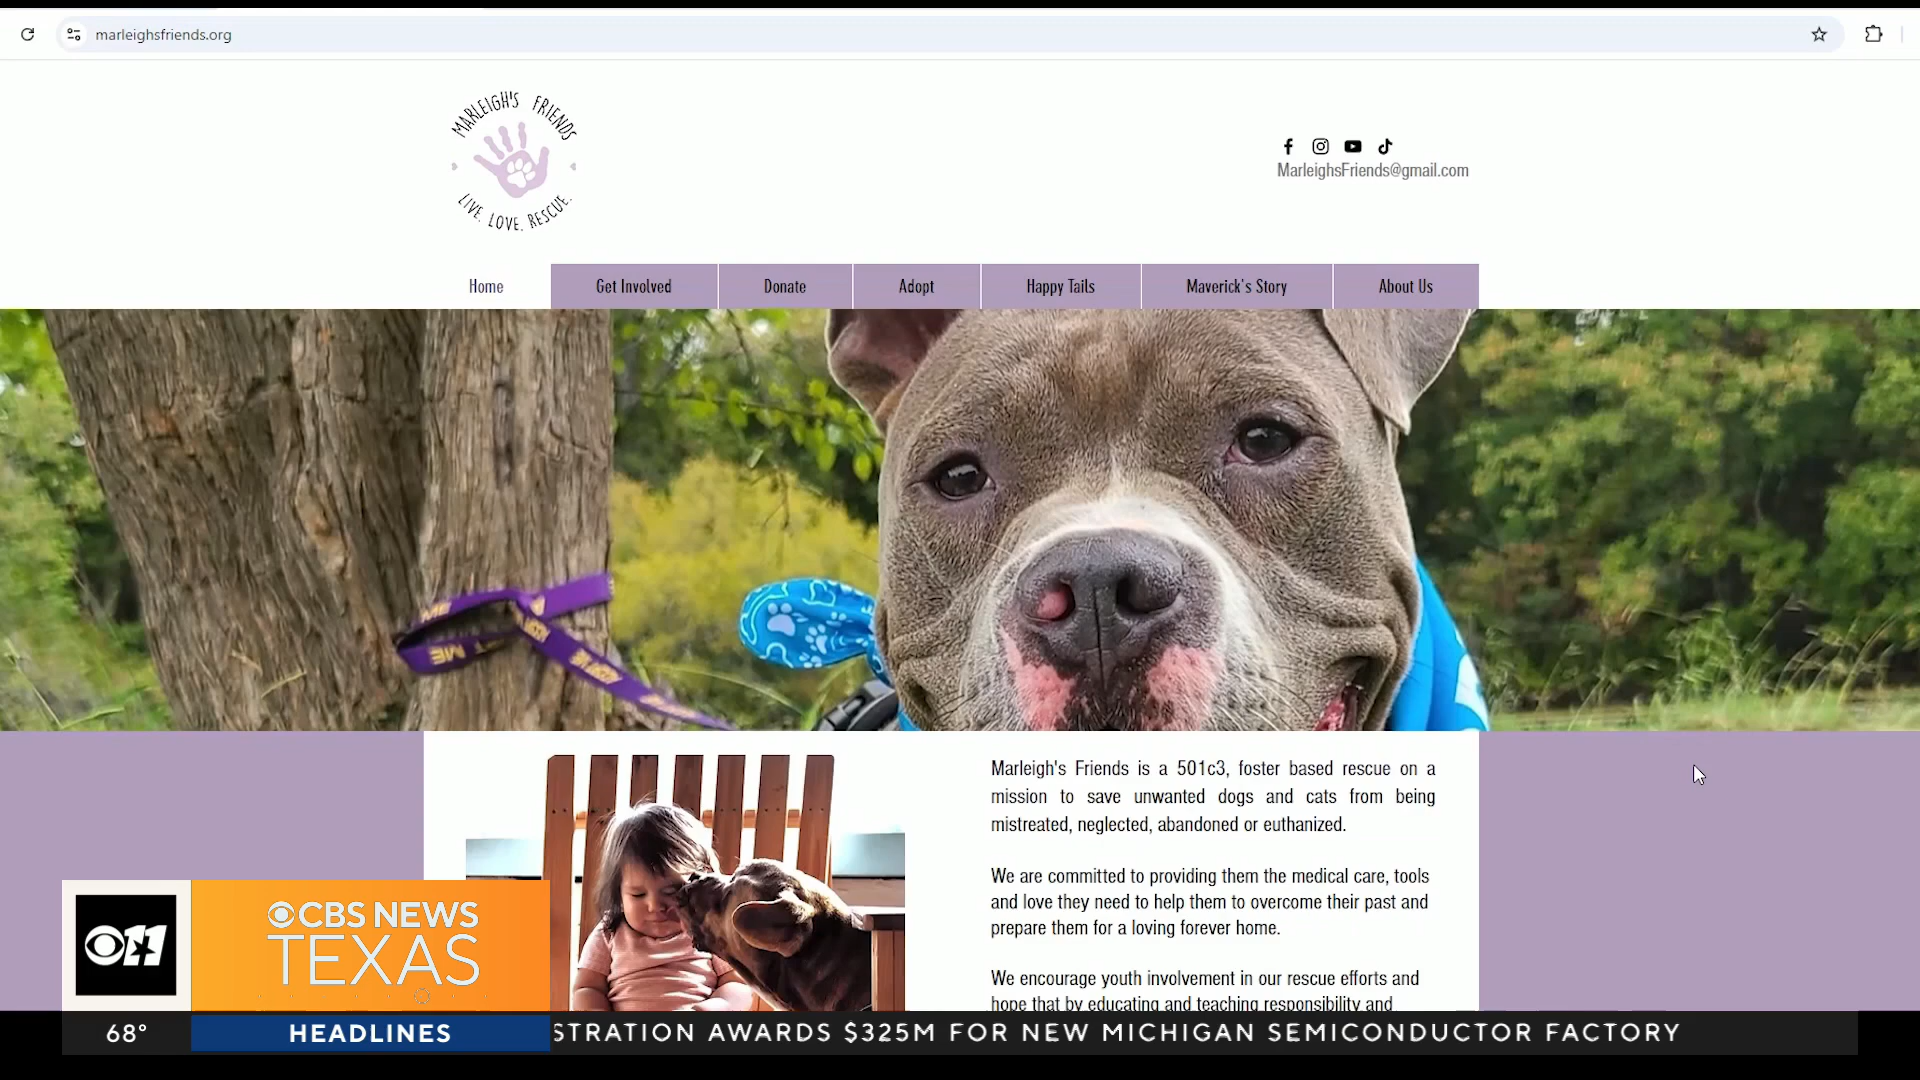 marleighsfriends.org
MARLEIGH'S FRIENDS
LIVE. LOVE. RESCUE.
MarleighsFriends@gmail.com
Home
Get Involved
Donate
Adopt
Happy Tails
Maverick's Story
About Us
Marleigh's Friends is a 501c3, foster based rescue on a
mission to save unwanted dogs and cats from being
mistreated, neglected, abandoned or euthanized.
We are committed to providing them the medical care, tools
and love they need to help them to overcome their past and
prepare them for a loving forever home.
We encourage youth involvement in our rescue efforts and
hope that by educating and teaching responsibility and
11
CBS NEWS
TEXAS
68°
HEADLINES
STRATION AWARDS $325M FOR NEW MICHIGAN SEMICONDUCTOR FACTORY